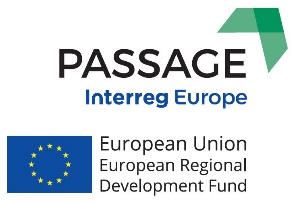 PASSAGE
Interreg Europe
European Union
European Regional
Development Fund